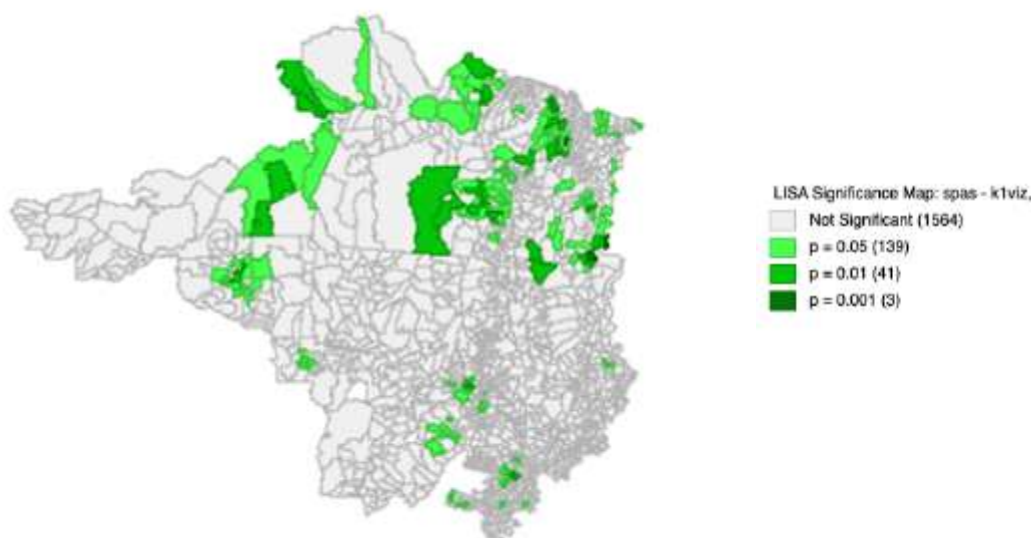 LISA Significance Map: spas - k1viz,
Not Significant (1564)
p = 0.05 (139)
p = 0.01 (41)
p = 0.001 (3)